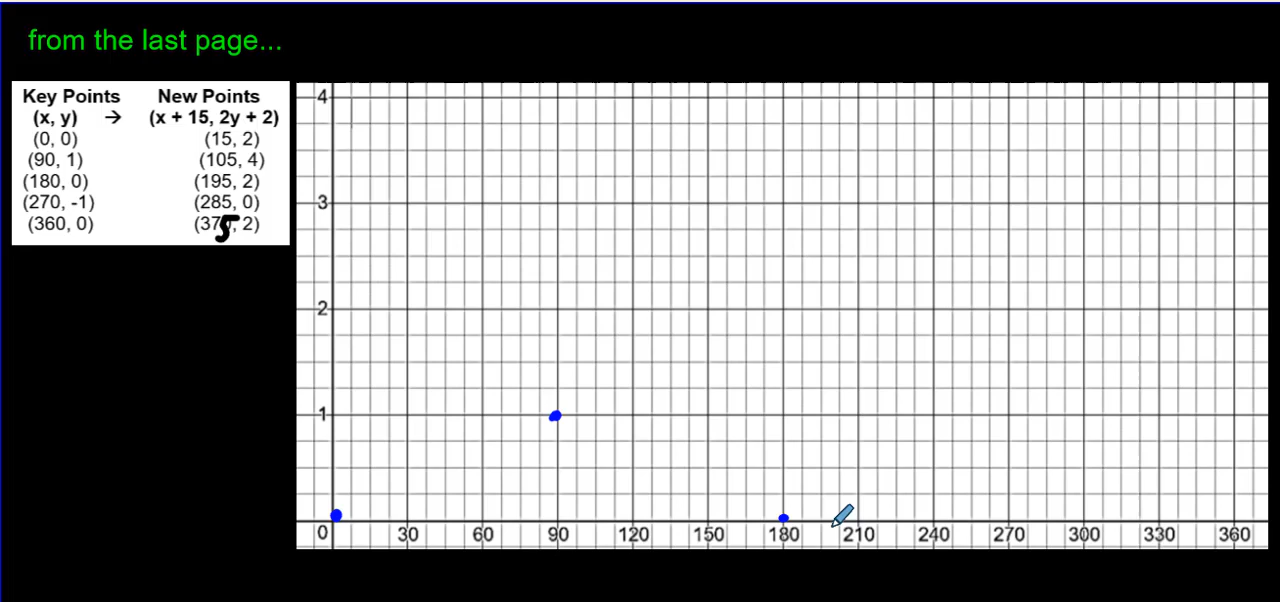 from the last page...
Key Points New Points
(x, y) → (x + 15, 2y + 2)
(0, 0) (15, 2)
(90, 1) (105, 4)
(180, 0) (195, 2)
(270, -1) (285, 0)
(360, 0) (375, 2)
4
3
2
1
0 30 60 90 120 150 180 210 240 270 300 330 360